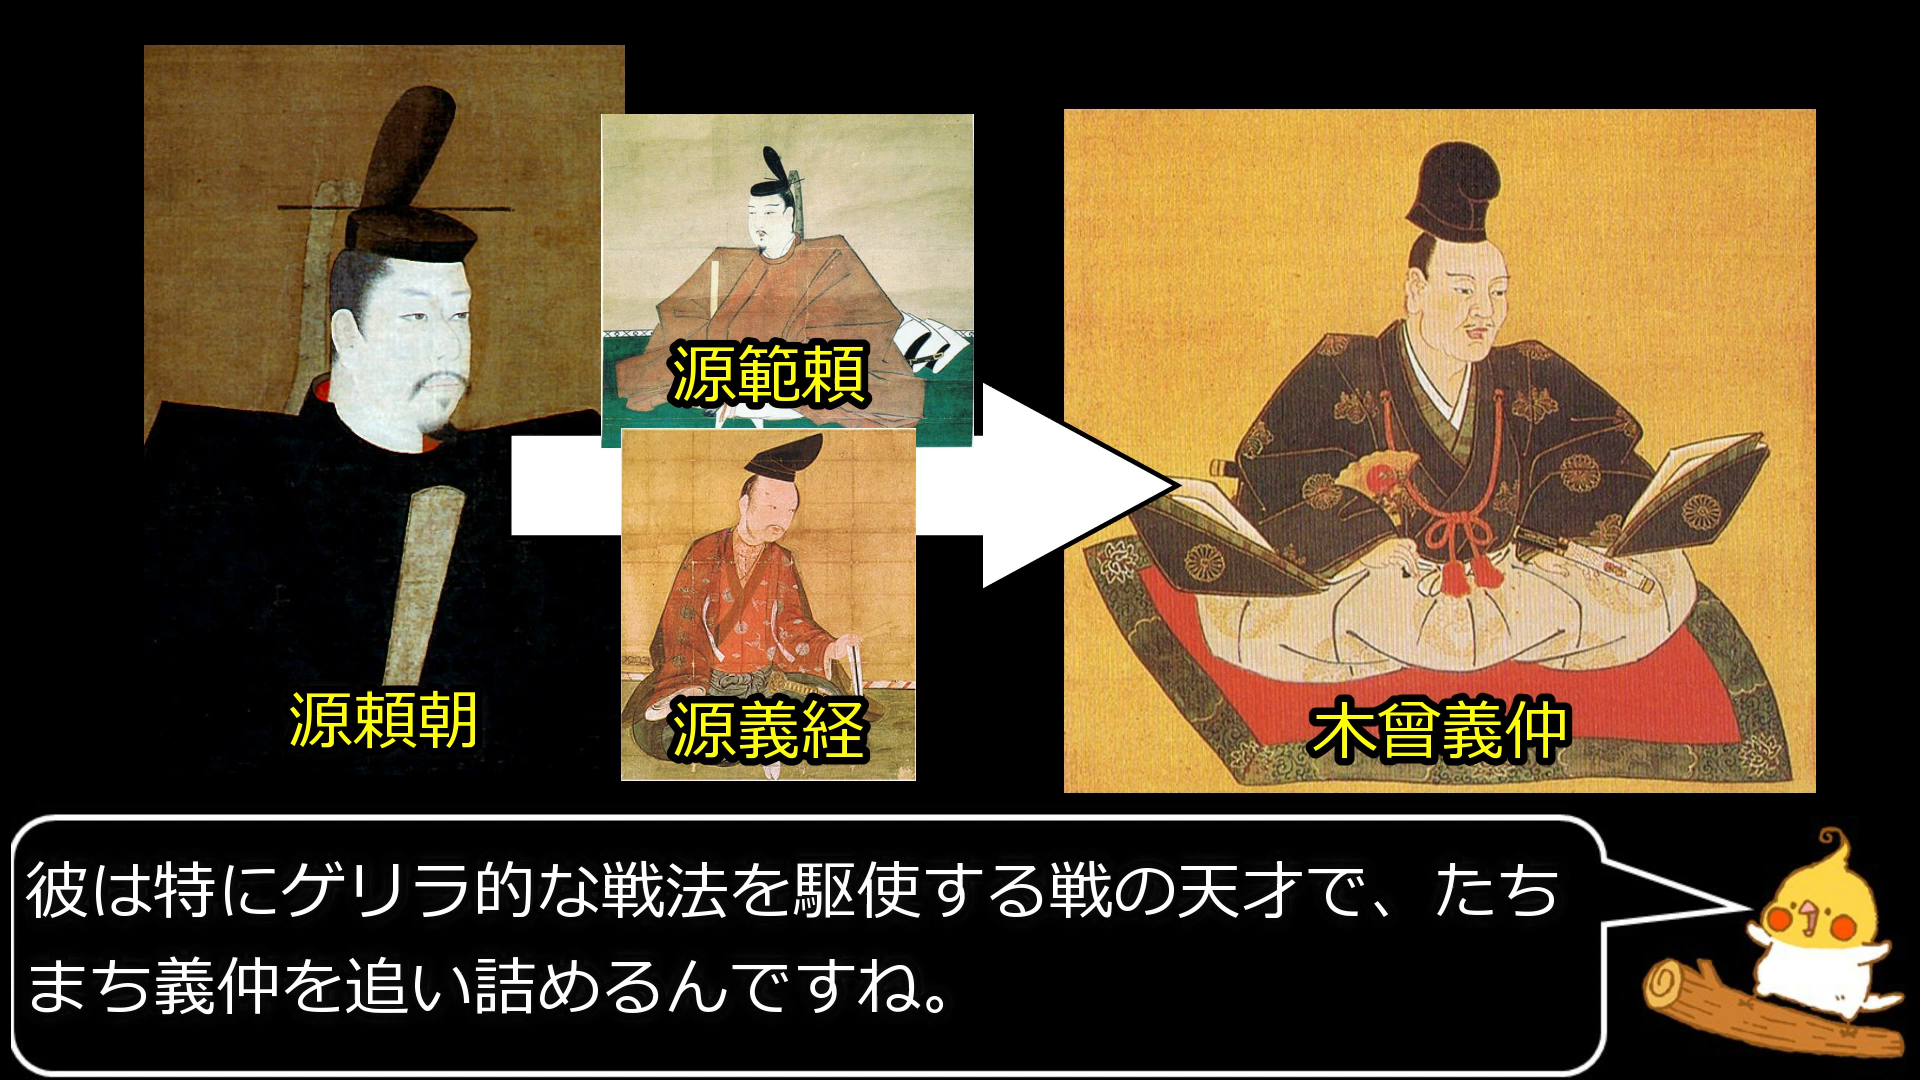 源範頼
源頼朝
源義経
木曾義仲
彼は特にゲリラ的な戦法を駆使する戦の天才で、たち
まち義仲を追い詰めるんですね。